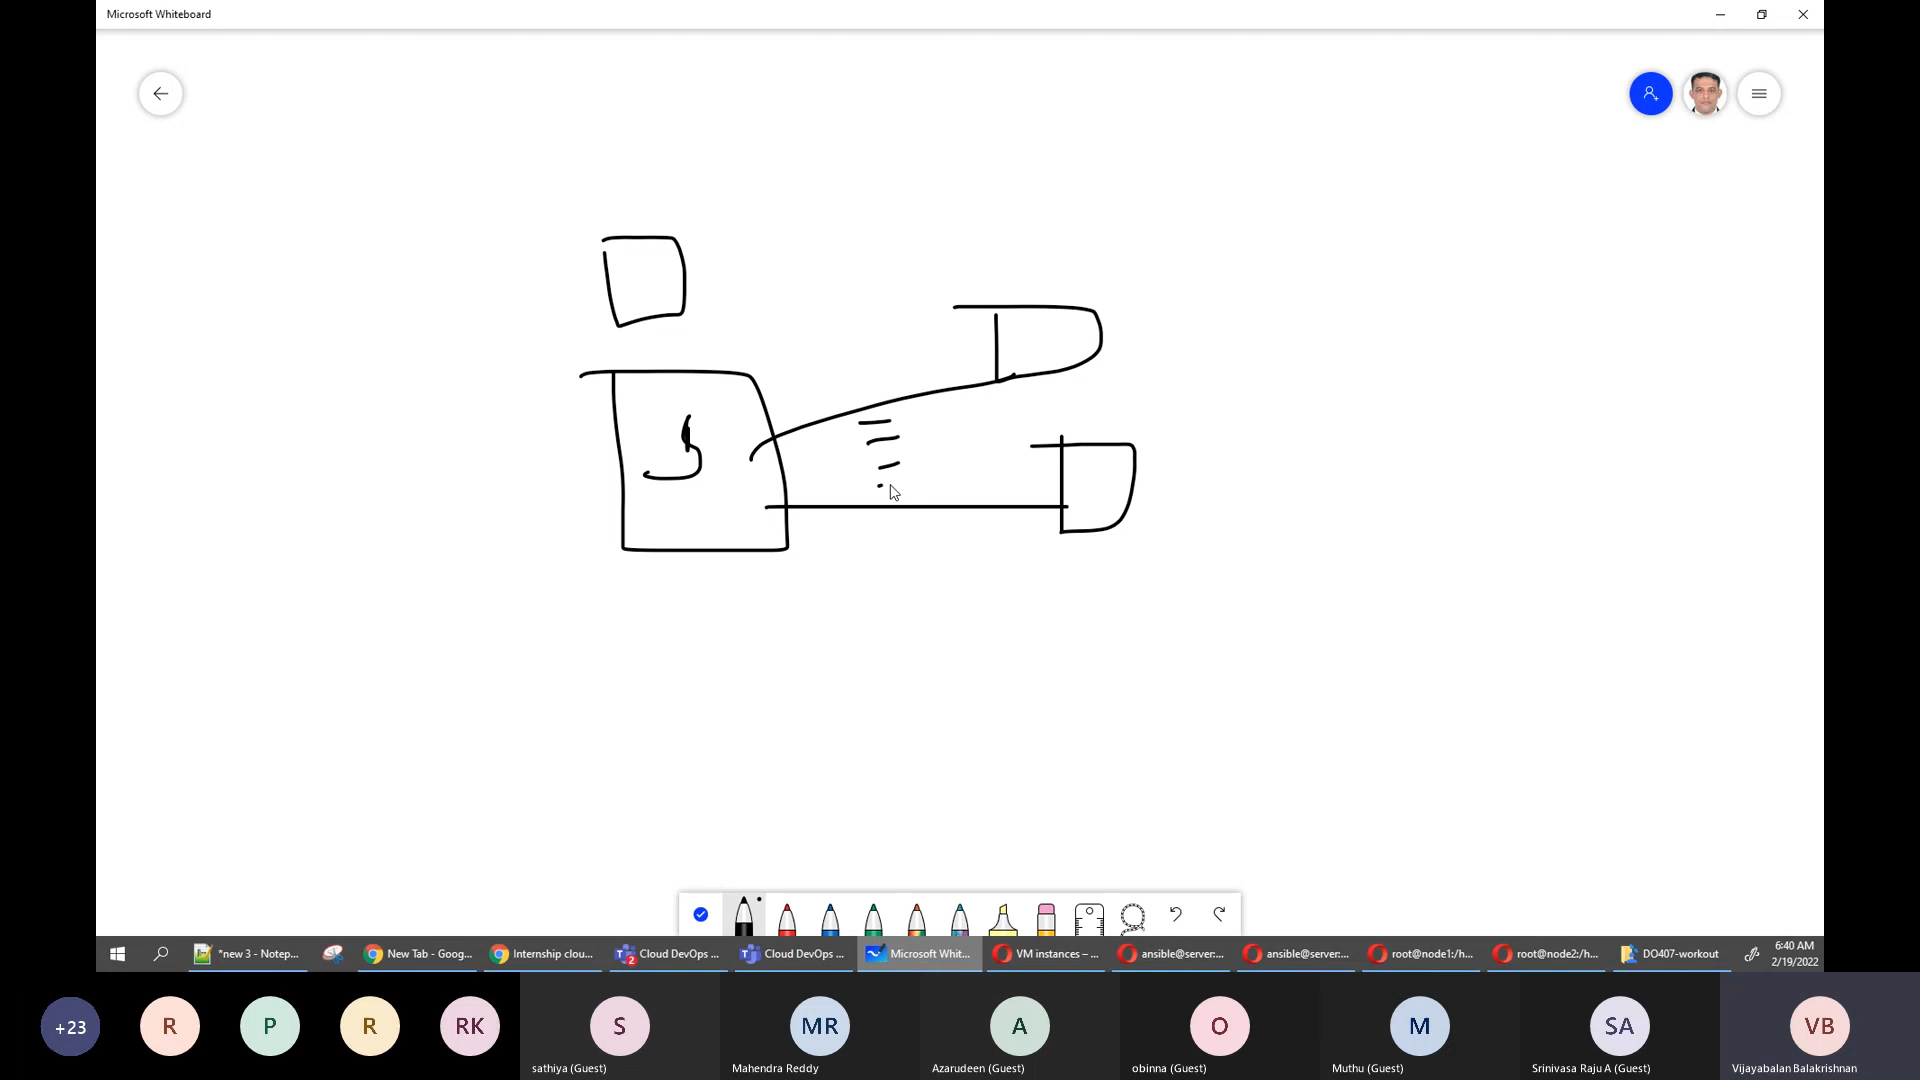 Microsoft Whiteboard
S
*new 3 - Notep...
New Tab - Goog...
Internship clou...
2
Cloud DevOps ...
Cloud DevOps ...
Microsoft Whit...
VM instances – ...
ansible@server:...
ansible@server:...
root@node1:/h...
root@node2:/h...
DO407-workout
6:40 AM
2/19/2022
+23
R
P
R
RK
S
MR
A
O
M
SA
VB
sathiya (Guest)
Mahendra Reddy
Azarudeen (Guest)
obinna (Guest)
Muthu (Guest)
Srinivasa Raju A (Guest)
Vijayabalan Balakrishnan